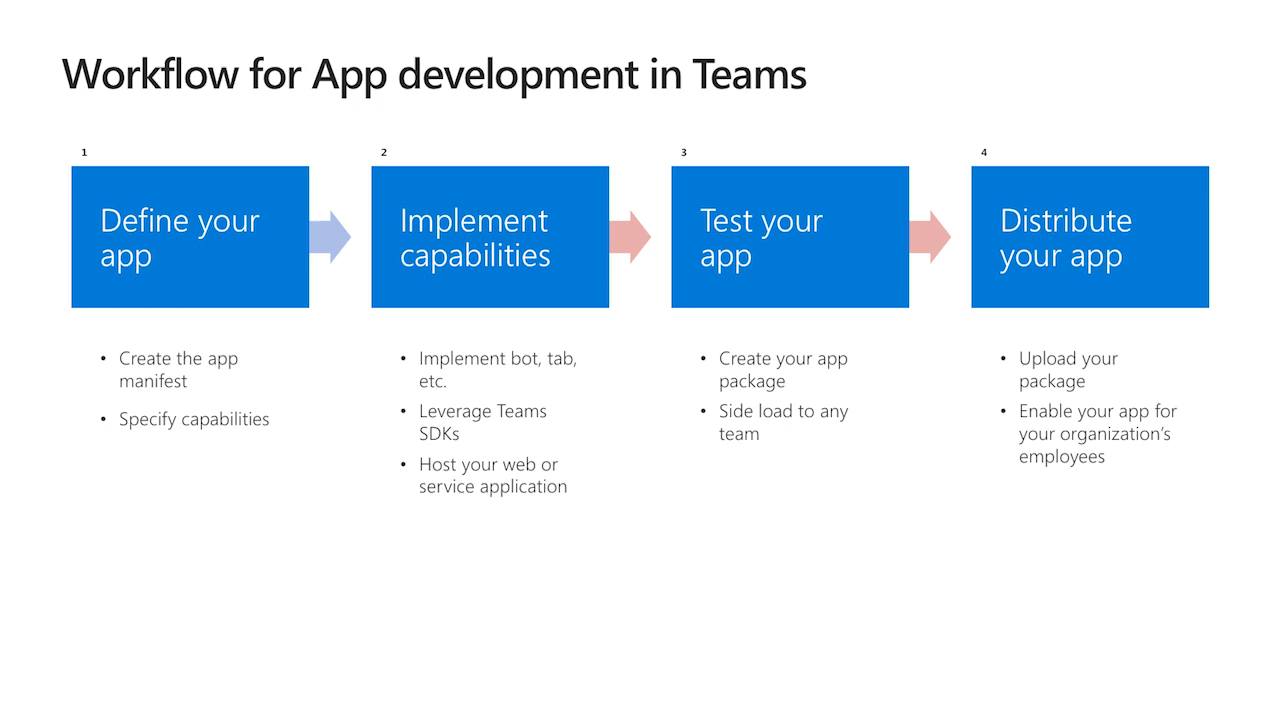 Workflow for App development in Teams
1
Define your
app
• Create the app
manifest
• Specify capabilities
2
Implement
capabilities
• Implement bot, tab,
etc.
• Leverage Teams
SDKs
• Host your web or
service application
3
Test your
app
• Create your app
package
• Side load to any
team
4
Distribute
your app
• Upload your
package
• Enable your app for
your organization's
employees